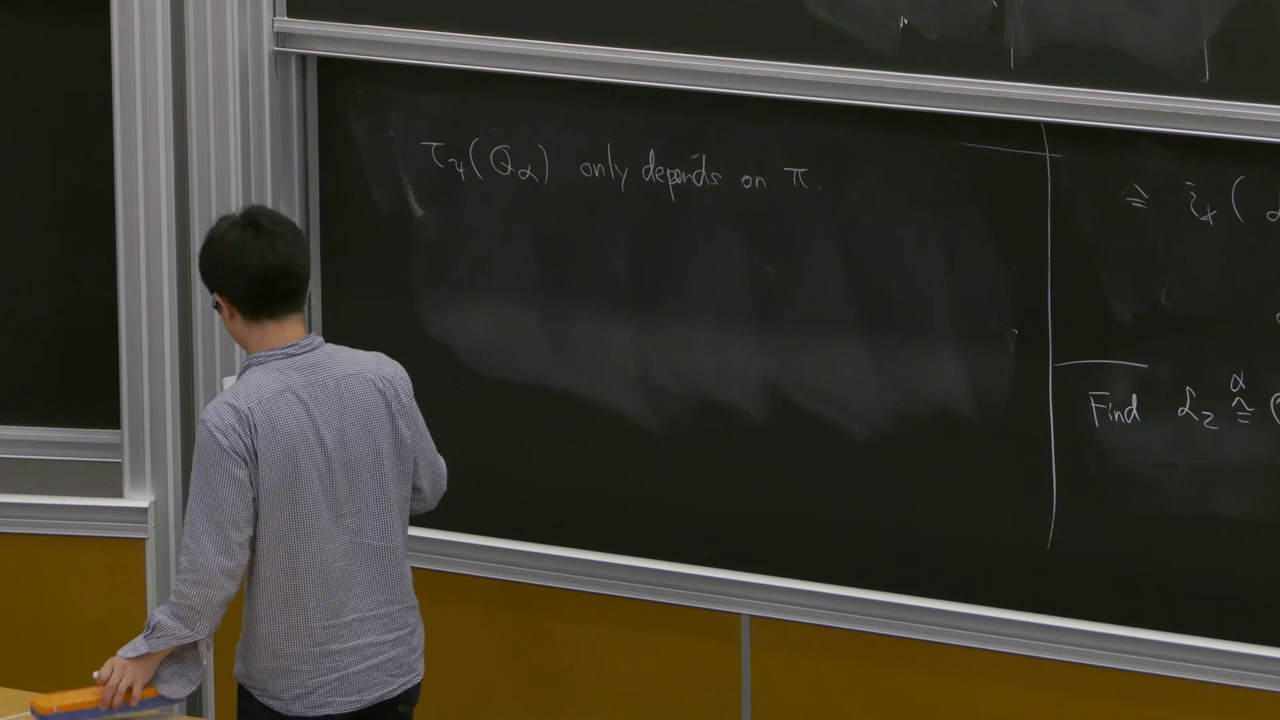 τ_ψ(Q_α) only depends on π.
≅ i_*(
Find L_2 ≅^α